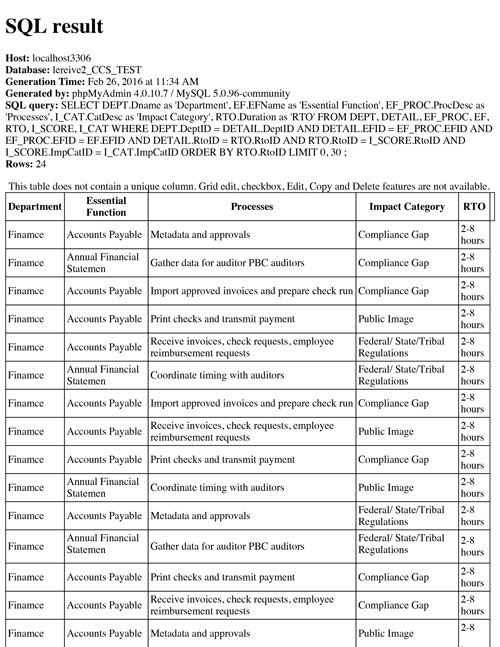 SQL result
Host: localhost3306
Database: lereive2_CCS_TEST
Generation Time: Feb 26, 2016 at 11:34 AM
Generated by: phpMyAdmin 4.0.10.7 / MySQL 5.0.96-community
SQL query: SELECT DEPT.Dname as 'Department', EF.EFName as 'Essential Function', EF_PROC.ProcDesc as
'Processes', I_CAT.CatDesc as 'Impact Category', RTO.Duration as 'RTO' FROM DEPT, DETAIL, EF_PROC, EF,
RTO, I_SCORE, I_CAT WHERE DEPT.DeptID = DETAIL.DeptID AND DETAIL.EFID = EF_PROC.EFID AND
EF_PROC.EFID = EF.EFID AND DETAIL.RtoID = RTO.RtoID AND RTO.RtoID = I_SCORE.RtoID AND
I_SCORE.ImpCatID = I_CAT.ImpCatID ORDER BY RTO.RtoID LIMIT 0, 30 ;
Rows: 24
This table does not contain a unique column. Grid edit, checkbox, Edit, Copy and Delete features are not available.
Department Essential Function Processes Impact Category RTO
Finamce Accounts Payable Metadata and approvals Compliance Gap 2-8 hours
Finamce Annual Financial Statemen Gather data for auditor PBC auditors Compliance Gap 2-8 hours
Finamce Accounts Payable Import approved invoices and prepare check run Compliance Gap 2-8 hours
Finamce Accounts Payable Print checks and transmit payment Public Image 2-8 hours
Finamce Accounts Payable Receive invoices, check requests, employee reimbursement requests Federal/ State/Tribal Regulations 2-8 hours
Finamce Annual Financial Statemen Coordinate timing with auditors Federal/ State/Tribal Regulations 2-8 hours
Finamce Accounts Payable Import approved invoices and prepare check run Compliance Gap 2-8 hours
Finamce Accounts Payable Receive invoices, check requests, employee reimbursement requests Public Image 2-8 hours
Finamce Accounts Payable Print checks and transmit payment Compliance Gap 2-8 hours
Finamce Annual Financial Statemen Coordinate timing with auditors Public Image 2-8 hours
Finamce Accounts Payable Metadata and approvals Federal/ State/Tribal Regulations 2-8 hours
Finamce Annual Financial Statemen Gather data for auditor PBC auditors Federal/ State/Tribal Regulations 2-8 hours
Finamce Accounts Payable Print checks and transmit payment Compliance Gap 2-8 hours
Finamce Accounts Payable Receive invoices, check requests, employee reimbursement requests Compliance Gap 2-8 hours
Finamce Accounts Payable Metadata and approvals Public Image 2-8